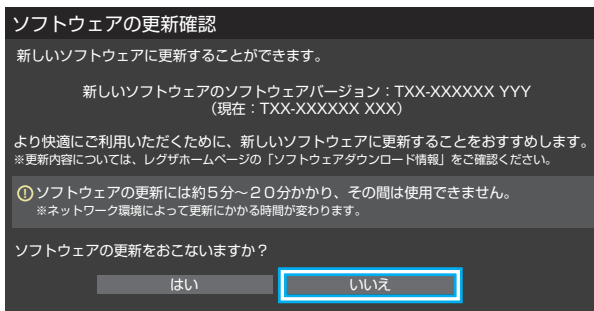 ソフトウェアの更新確認
新しいソフトウェアに更新することができます。
新しいソフトウェアのソフトウェアバージョン：TXX-XXXXXX YYY
（現在：TXX-XXXXXX XXX）
より快適にご利用いただくために、新しいソフトウェアに更新することをおすすめします。
※更新内容については、レグザホームページの「ソフトウェアダウンロード情報」をご確認ください。
ソフトウェアの更新には約5分～２０分かかり、その間は使用できません。
※ネットワーク環境によって更新にかかる時間が変わります。
ソフトウェアの更新をおこないますか？
はい いいえ